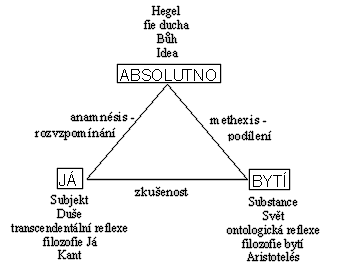 Hegel
fie ducha
Bůh
Idea
ABSOLUTNO
anamnésis -
rozvzpomínání
methexis -
podílení
JÁ
zkušenost
BYTÍ
Subjekt
Duše
transcendentální reflexe
filozofie Já
Kant
Substance
Svět
ontologická reflexe
filozofie bytí
Aristotelés